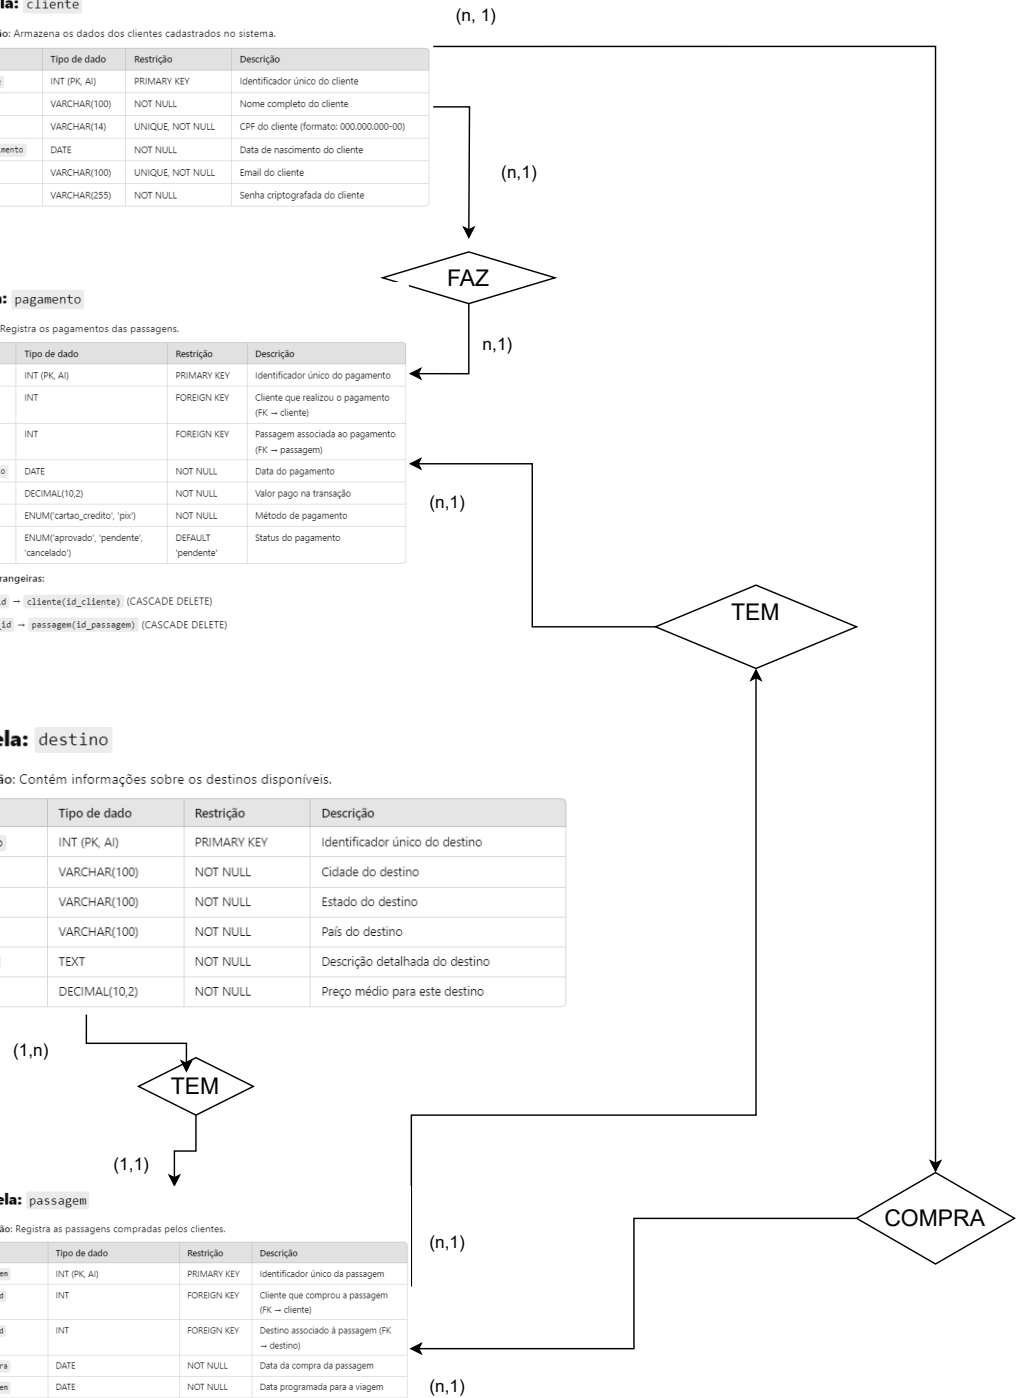 la: cliente
(n, 1)
io: Armazena os dados dos clientes cadastrados no sistema.
Tipo de dado Restrição Descrição
INT (PK, AI) PRIMARY KEY Identificador único do cliente
VARCHAR(100) NOT NULL Nome completo do cliente
VARCHAR(14) UNIQUE, NOT NULL CPF do cliente (formato: 000.000.000-00)
imento DATE NOT NULL Data de nascimento do cliente
VARCHAR(100) UNIQUE, NOT NULL Email do cliente
VARCHAR(255) NOT NULL Senha criptografada do cliente
(n,1)
FAZ
: pagamento
Registra os pagamentos das passagens.
n,1)
Tipo de dado Restrição Descrição
INT (PK, AI) PRIMARY KEY Identificador único do pagamento
INT FOREIGN KEY Cliente que realizou o pagamento
(FK → cliente)
INT FOREIGN KEY Passagem associada ao pagamento
(FK → passagem)
o DATE NOT NULL Data do pagamento
DECIMAL(10,2) NOT NULL Valor pago na transação
ENUM('cartao_credito', 'pix') NOT NULL Método de pagamento
ENUM('aprovado', 'pendente', DEFAULT Status do pagamento
'cancelado') 'pendente'
(n,1)
rangeiras:
id → cliente(id_cliente) (CASCADE DELETE)
_id → passagem(id_passagem) (CASCADE DELETE)
TEM
ela: destino
ão: Contém informações sobre os destinos disponíveis.
Tipo de dado Restrição Descrição
o INT (PK, AI) PRIMARY KEY Identificador único do destino
VARCHAR(100) NOT NULL Cidade do destino
VARCHAR(100) NOT NULL Estado do destino
VARCHAR(100) NOT NULL País do destino
TEXT NOT NULL Descrição detalhada do destino
DECIMAL(10,2) NOT NULL Preço médio para este destino
(1,n)
TEM
(1,1)
ela: passagem
ão: Registra as passagens compradas pelos clientes.
COMPRA
(n,1)
Tipo de dado Restrição Descrição
em INT (PK, AI) PRIMARY KEY Identificador único da passagem
d INT FOREIGN KEY Cliente que comprou a passagem
(FK → cliente)
d INT FOREIGN KEY Destino associado à passagem (FK
→ destino)
ra DATE NOT NULL Data da compra da passagem
em DATE NOT NULL Data programada para a viagem
(n,1)